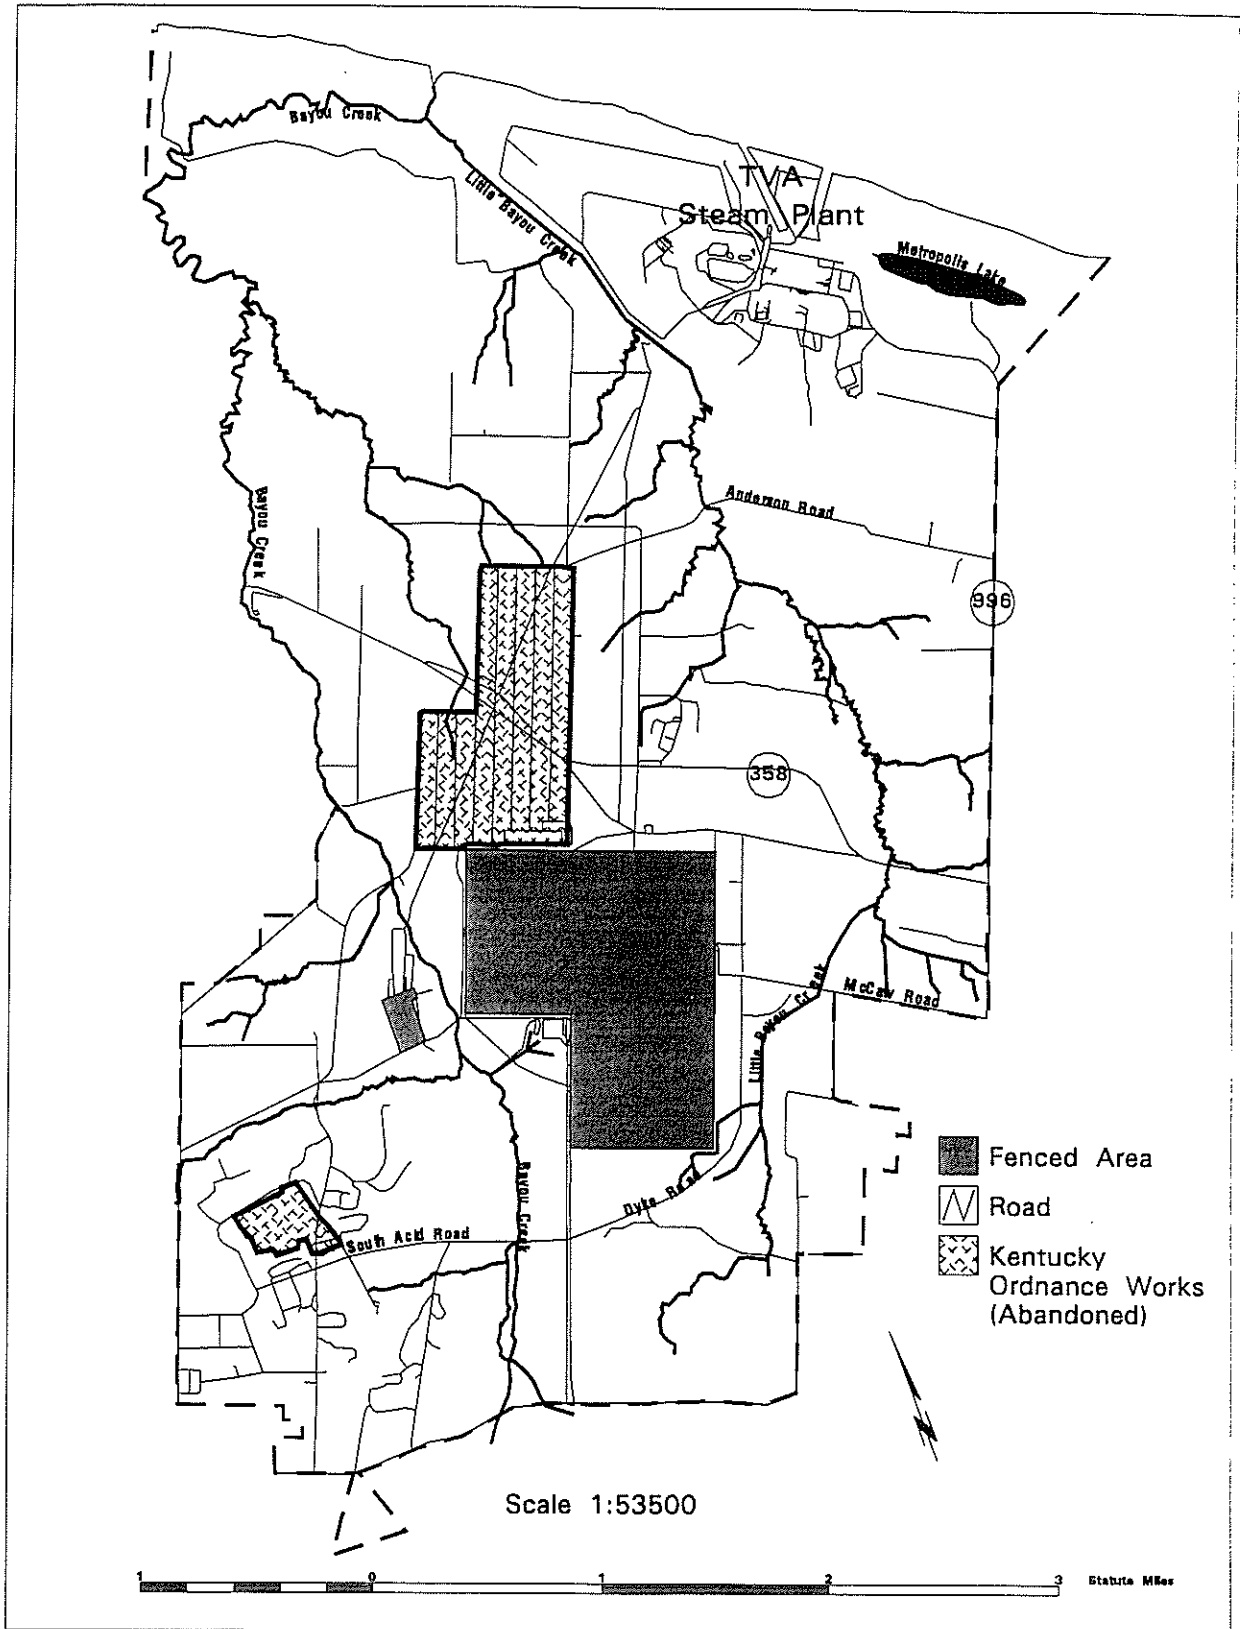 Bayou Creek
TVA
Steam Plant
Little Bayou Creek
Metropolis Lake
Anderson Road
Bayou Creek
996
358
Little Bayou Creek
McCaw Road
Fenced Area
Road
Kentucky
Ordnance Works
(Abandoned)
Bayou Creek
Dyke Road
South Acid Road
N
Scale 1:53500
1 0 1 2 3 Statute Miles